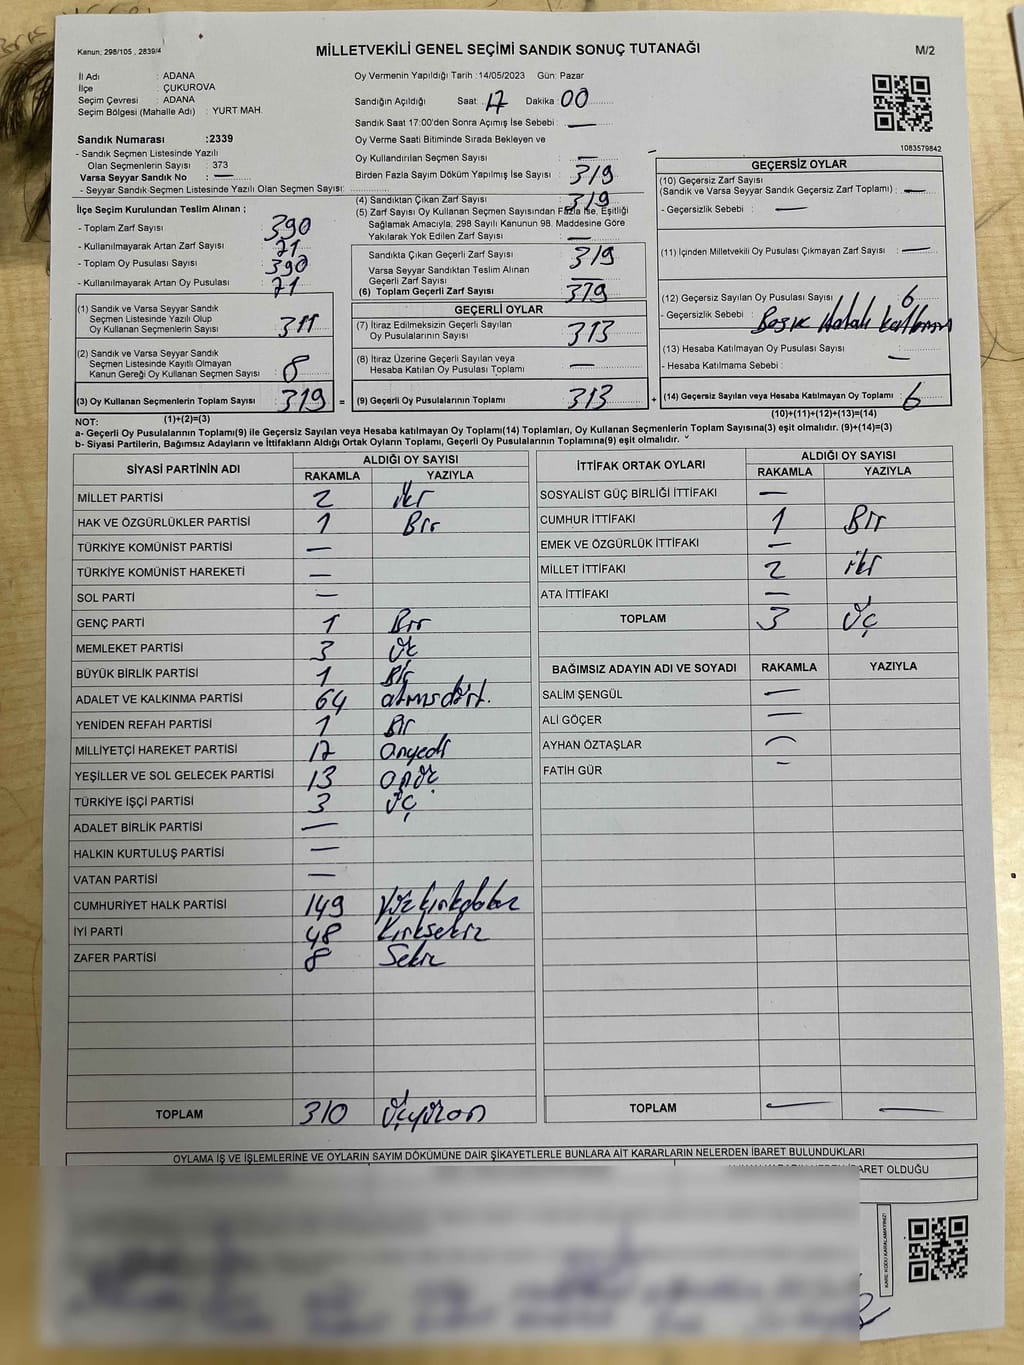 Kanun; 298/105 , 2839/4
MİLLETVEKİLİ GENEL SEÇİMİ SANDIK SONUÇ TUTANAĞI
M/2
İl Adı : ADANA
İlçe : ÇUKUROVA
Seçim Çevresi : ADANA
Seçim Bölgesi (Mahalle Adı) : YURT MAH.
Sandık Numarası :2339
- Sandık Seçmen Listesinde Yazılı
Olan Seçmenlerin Sayısı : 373
Varsa Seyyar Sandık No : —
- Seyyar Sandık Seçmen Listesinde Yazılı Olan Seçmen Sayısı:
Oy Vermenin Yapıldığı Tarih :14/05/2023 Gün: Pazar
Sandığın Açıldığı Saat: 17 Dakika: 00
Sandık Saat 17:00'den Sonra Açımış İse Sebebi : —
Oy Verme Saati Bitiminde Sırada Bekleyen ve
Oy Kullandırılan Seçmen Sayısı : —
Birden Fazla Sayım Döküm Yapılmış İse Sayısı : 319
(4) Sandıktan Çıkan Zarf Sayısı : 319
(5) Zarf Sayısı Oy Kullanan Seçmen Sayısından Fazla İse, Eşitliği
Sağlamak Amacıyla; 298 Sayılı Kanunun 98. Maddesine Göre
Yakılarak Yok Edilen Zarf Sayısı : —
1083579842
İlçe Seçim Kurulundan Teslim Alınan ;
- Toplam Zarf Sayısı : 390
- Kullanılmayarak Artan Zarf Sayısı : 71
- Toplam Oy Pusulası Sayısı : 390
- Kullanılmayarak Artan Oy Pusulası : 71
Sandıkta Çıkan Geçerli Zarf Sayısı : 319
Varsa Seyyar Sandıktan Teslim Alınan
Geçerli Zarf Sayısı :
(6) Toplam Geçerli Zarf Sayısı : 319
(1) Sandık ve Varsa Seyyar Sandık
Seçmen Listesinde Yazılı Olup
Oy Kullanan Seçmenlerin Sayısı : 311
(2) Sandık ve Varsa Seyyar Sandık
Seçmen Listesinde Kayıtlı Olmayan
Kanun Gereği Oy Kullanan Seçmen Sayısı : 8
(3) Oy Kullanan Seçmenlerin Toplam Sayısı : 319 =
(1)+(2)=(3)
GEÇERLİ OYLAR
(7) İtiraz Edilmeksizin Geçerli Sayılan
Oy Pusulalarının Sayısı : 313
(8) İtiraz Üzerine Geçerli Sayılan veya
Hesaba Katılan Oy Pusulası Toplamı : —
(9) Geçerli Oy Pusulalarının Toplamı : 313 +
GEÇERSİZ OYLAR
(10) Geçersiz Zarf Sayısı
(Sandık ve Varsa Seyyar Sandık Geçersiz Zarf Toplamı) : —
- Geçersizlik Sebebi : —
(11) İçinden Milletvekili Oy Pusulası Çıkmayan Zarf Sayısı : —
(12) Geçersiz Sayılan Oy Pusulası Sayısı : 6
- Geçersizlik Sebebi :
(13) Hesaba Katılmayan Oy Pusulası Sayısı : —
- Hesaba Katılmama Sebebi :
(14) Geçersiz Sayılan veya Hesaba Katılmayan Oy Toplamı : 6
(10)+(11)+(12)+(13)=(14)
NOT:
a- Geçerli Oy Pusulalarının Toplamı(9) ile Geçersiz Sayılan veya Hesaba katılmayan Oy Toplamı(14) Toplamları, Oy Kullanan Seçmenlerin Toplam Sayısına(3) eşit olmalıdır. (9)+(14)=(3)
b- Siyasi Partilerin, Bağımsız Adayların ve İttifakların Aldığı Ortak Oyların Toplamı, Geçerli Oy Pusulalarının Toplamına(9) eşit olmalıdır.
SİYASİ PARTİNİN ADI ALDIĞI OY SAYISI
RAKAMLA YAZIYLA
MİLLET PARTİSİ 2 iki
HAK VE ÖZGÜRLÜKLER PARTİSİ 1 Bir
TÜRKİYE KOMÜNİST PARTİSİ —
TÜRKİYE KOMÜNİST HAREKETİ —
SOL PARTİ —
GENÇ PARTİ 1 Bir
MEMLEKET PARTİSİ 3 üç
BÜYÜK BİRLİK PARTİSİ 1 Bir
ADALET VE KALKINMA PARTİSİ 64 atmışdört.
YENİDEN REFAH PARTİSİ 1 Bir
MİLLİYETÇİ HAREKET PARTİSİ 17 onyedi
YEŞİLLER VE SOL GELECEK PARTİSİ 13 onüç
TÜRKİYE İŞÇİ PARTİSİ 3 üç
ADALET BİRLİK PARTİSİ —
HALKIN KURTULUŞ PARTİSİ —
VATAN PARTİSİ —
CUMHURİYET HALK PARTİSİ 149 yüzkırkdokuz
İYİ PARTİ 48 kırksekiz
ZAFER PARTİSİ 8 Sekiz
TOPLAM 310 üçyüzon
İTTİFAK ORTAK OYLARI ALDIĞI OY SAYISI
RAKAMLA YAZIYLA
SOSYALİST GÜÇ BİRLİĞİ İTTİFAKI —
CUMHUR İTTİFAKI 1 Bir
EMEK VE ÖZGÜRLÜK İTTİFAKI —
MİLLET İTTİFAKI 2 iki
ATA İTTİFAKI —
TOPLAM 3 üç
BAĞIMSIZ ADAYIN ADI VE SOYADI RAKAMLA YAZIYLA
SALİM ŞENGÜL —
ALİ GÖÇER —
AYHAN ÖZTAŞLAR —
FATİH GÜR —
TOPLAM — —
OYLAMA İŞ VE İŞLEMLERİNE VE OYLARIN SAYIM DÖKÜMÜNE DAİR ŞİKAYETLERLE BUNLARA AİT KARARLARIN NELERDEN İBARET BULUNDUKLARI
İBARET OLDUĞU
KARE KODU KARALAMAYINIZ!